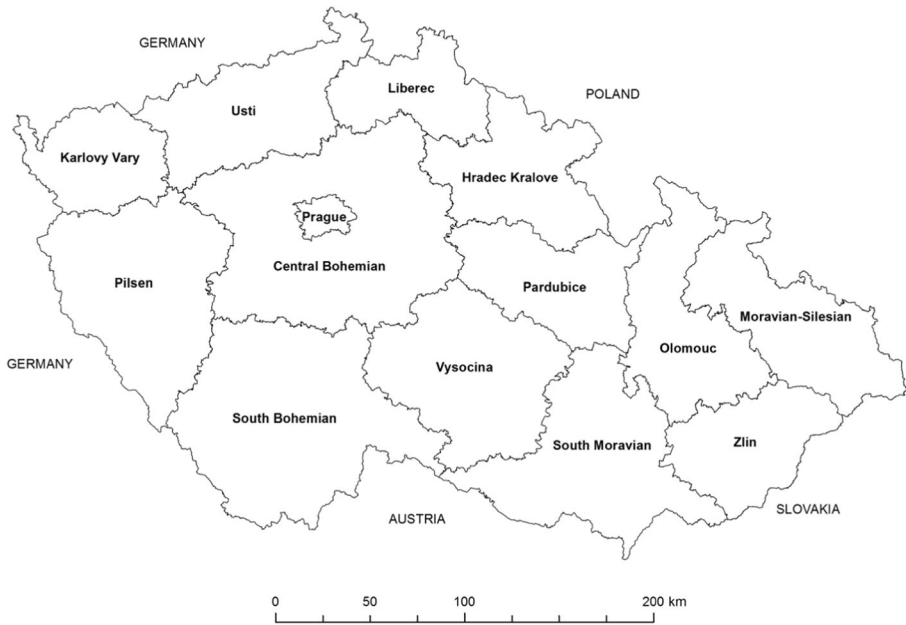 GERMANY
Liberec
POLAND
Usti
Karlovy Vary
Hradec Kralove
Prague
Central Bohemian
Pilsen
Pardubice
Moravian-Silesian
Olomouc
GERMANY
Vysocina
South Bohemian
South Moravian
Zlin
SLOVAKIA
AUSTRIA
0 50 100 200 km